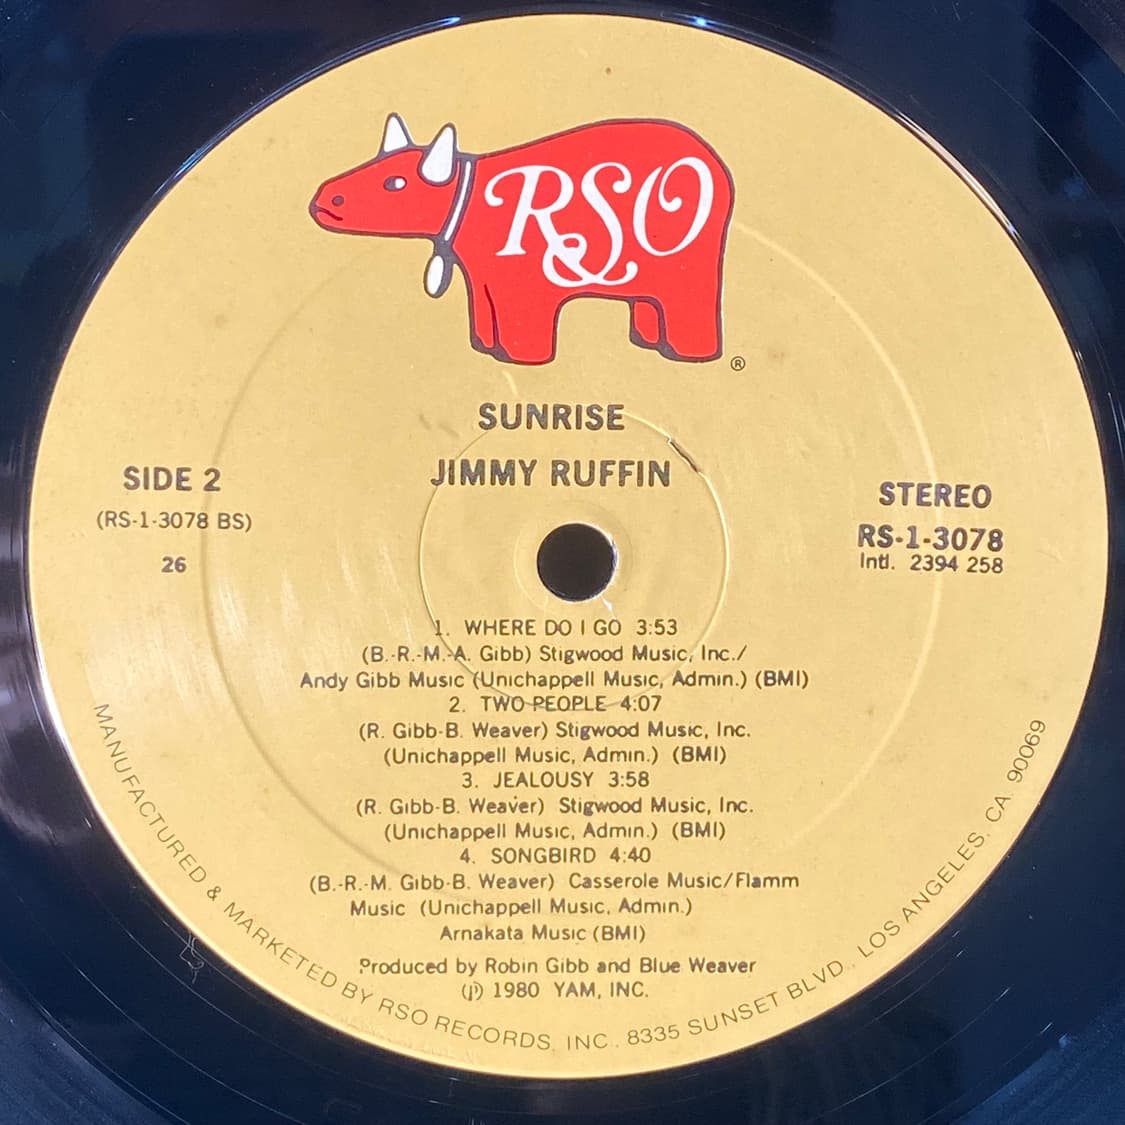 RSO
®
SUNRISE
JIMMY RUFFIN
SIDE 2
(RS-1-3078 BS)
26
STEREO
RS-1-3078
Intl. 2394 258
1. WHERE DO I GO 3:53
(B.-R.-M.-A. Gibb) Stigwood Music, Inc./
Andy Gibb Music (Unichappell Music, Admin.) (BMI)
2. TWO PEOPLE 4:07
(R. Gibb-B. Weaver) Stigwood Music, Inc.
(Unichappell Music, Admin.) (BMI)
3. JEALOUSY 3:58
(R. Gibb-B. Weaver) Stigwood Music, Inc.
(Unichappell Music, Admin.) (BMI)
4. SONGBIRD 4:40
(B.-R.-M. Gibb-B. Weaver) Casserole Music/Flamm
Music (Unichappell Music, Admin.)
Arnakata Music (BMI)
Produced by Robin Gibb and Blue Weaver
℗ 1980 YAM, INC.
MANUFACTURED & MARKETED BY RSO RECORDS, INC. 8335 SUNSET BLVD., LOS ANGELES, CA. 90069